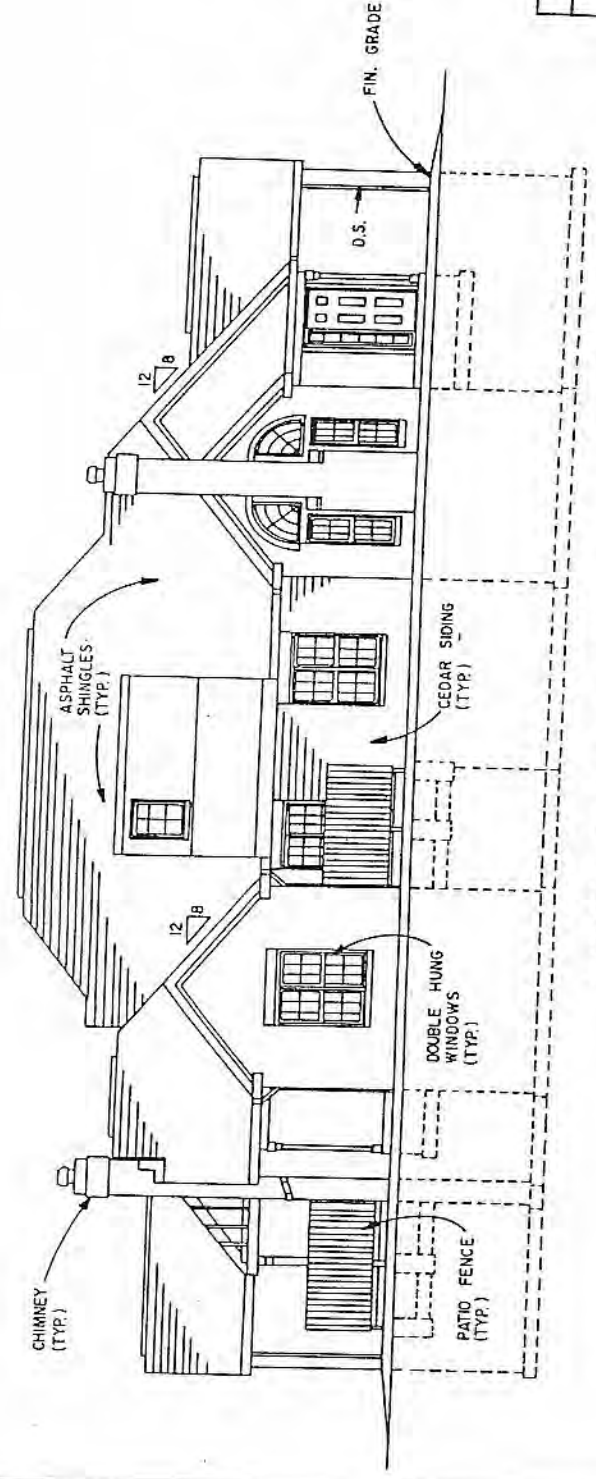 CHIMNEY
(TYP.)
ASPHALT
SHINGLES
(TYP.)
12
8
12
8
D.S.
FIN. GRADE
PATIO FENCE
(TYP.)
DOUBLE HUNG
WINDOWS
(TYP.)
CEDAR SIDING
(TYP.)